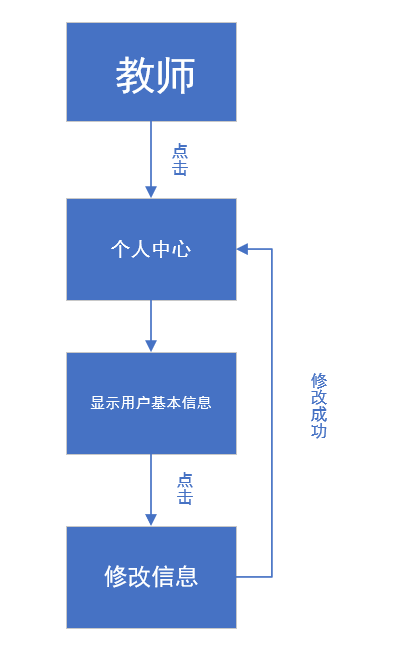 教师
点击
个人中心
显示用户基本信息
修改成功
点击
修改信息